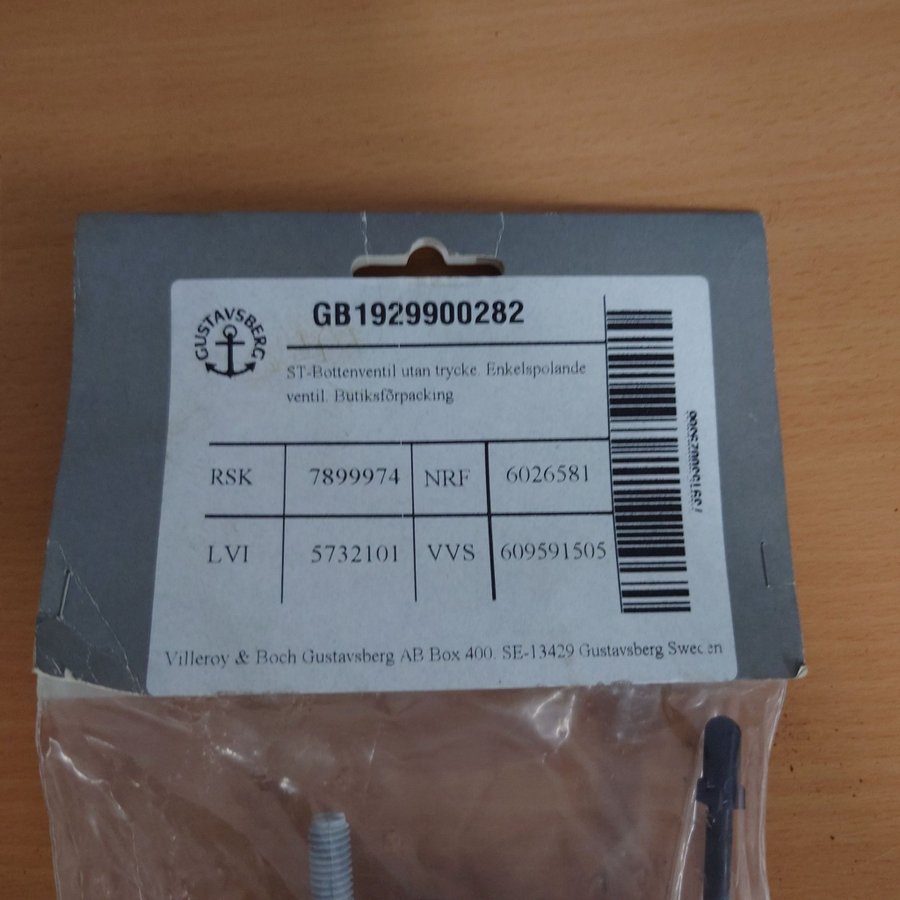 GUSTAVSBERG
GB1929900282
ST-Bottenventil utan trycke. Enkelspolande
ventil. Butiksförpacking
RSK 7899974 NRF 6026581
LVI 5732101 VVS 609591505
Villeroy & Boch Gustavsberg AB Box 400. SE-13429 Gustavsberg Sweden